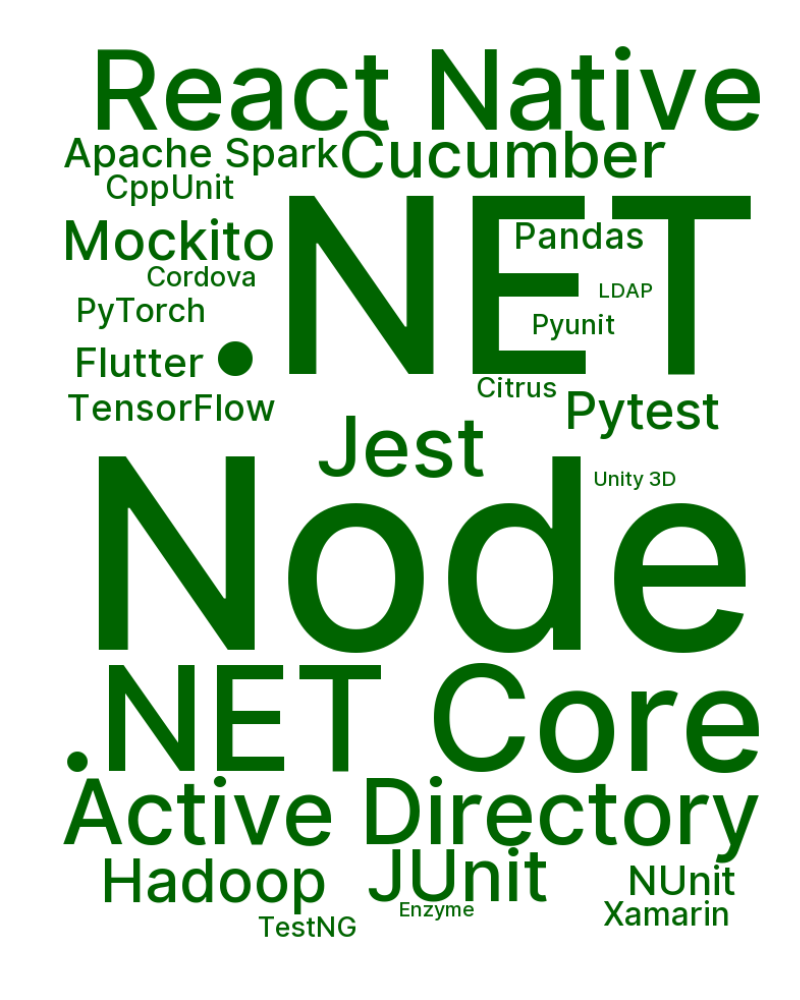 React Native
Apache Spark
Cucumber
CppUnit
Mockito
.NET
Pandas
Cordova
LDAP
PyTorch
Pyunit
Flutter
Citrus
TensorFlow
Pytest
Jest
Unity 3D
Node
.NET Core
Active Directory
Hadoop
JUnit
NUnit
Enzyme
Xamarin
TestNG